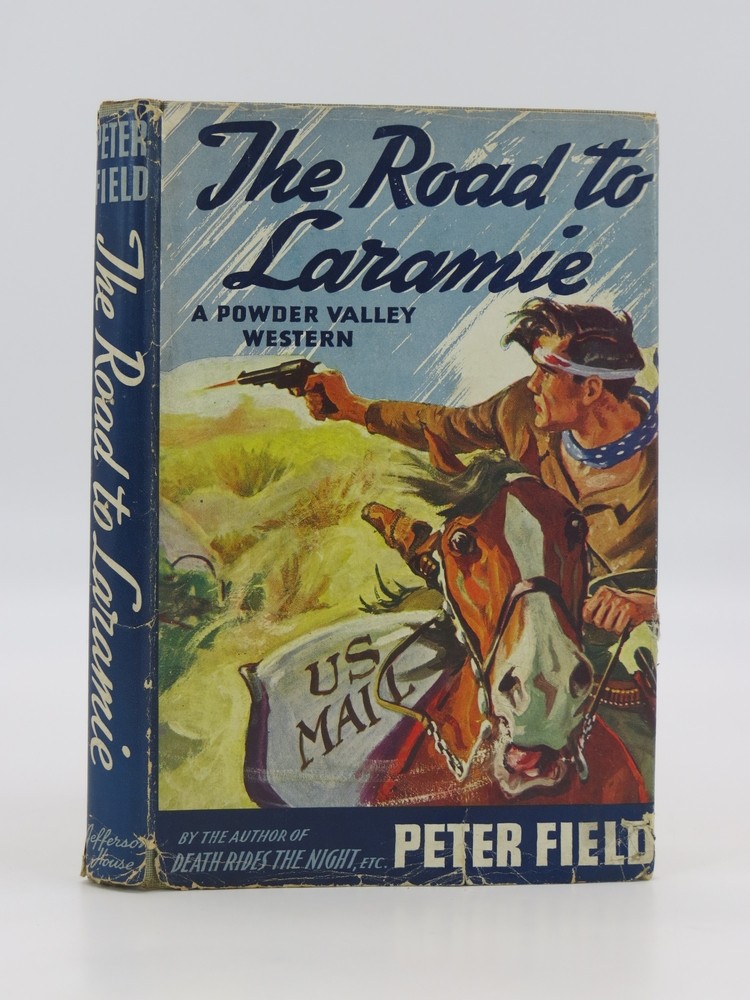 PETER
FIELD
The Road to Laramie
Jefferson
House
The Road to
Laramie
A POWDER VALLEY
WESTERN
US
MAIL
BY THE AUTHOR OF
DEATH RIDES THE NIGHT, ETC.
PETER FIELD